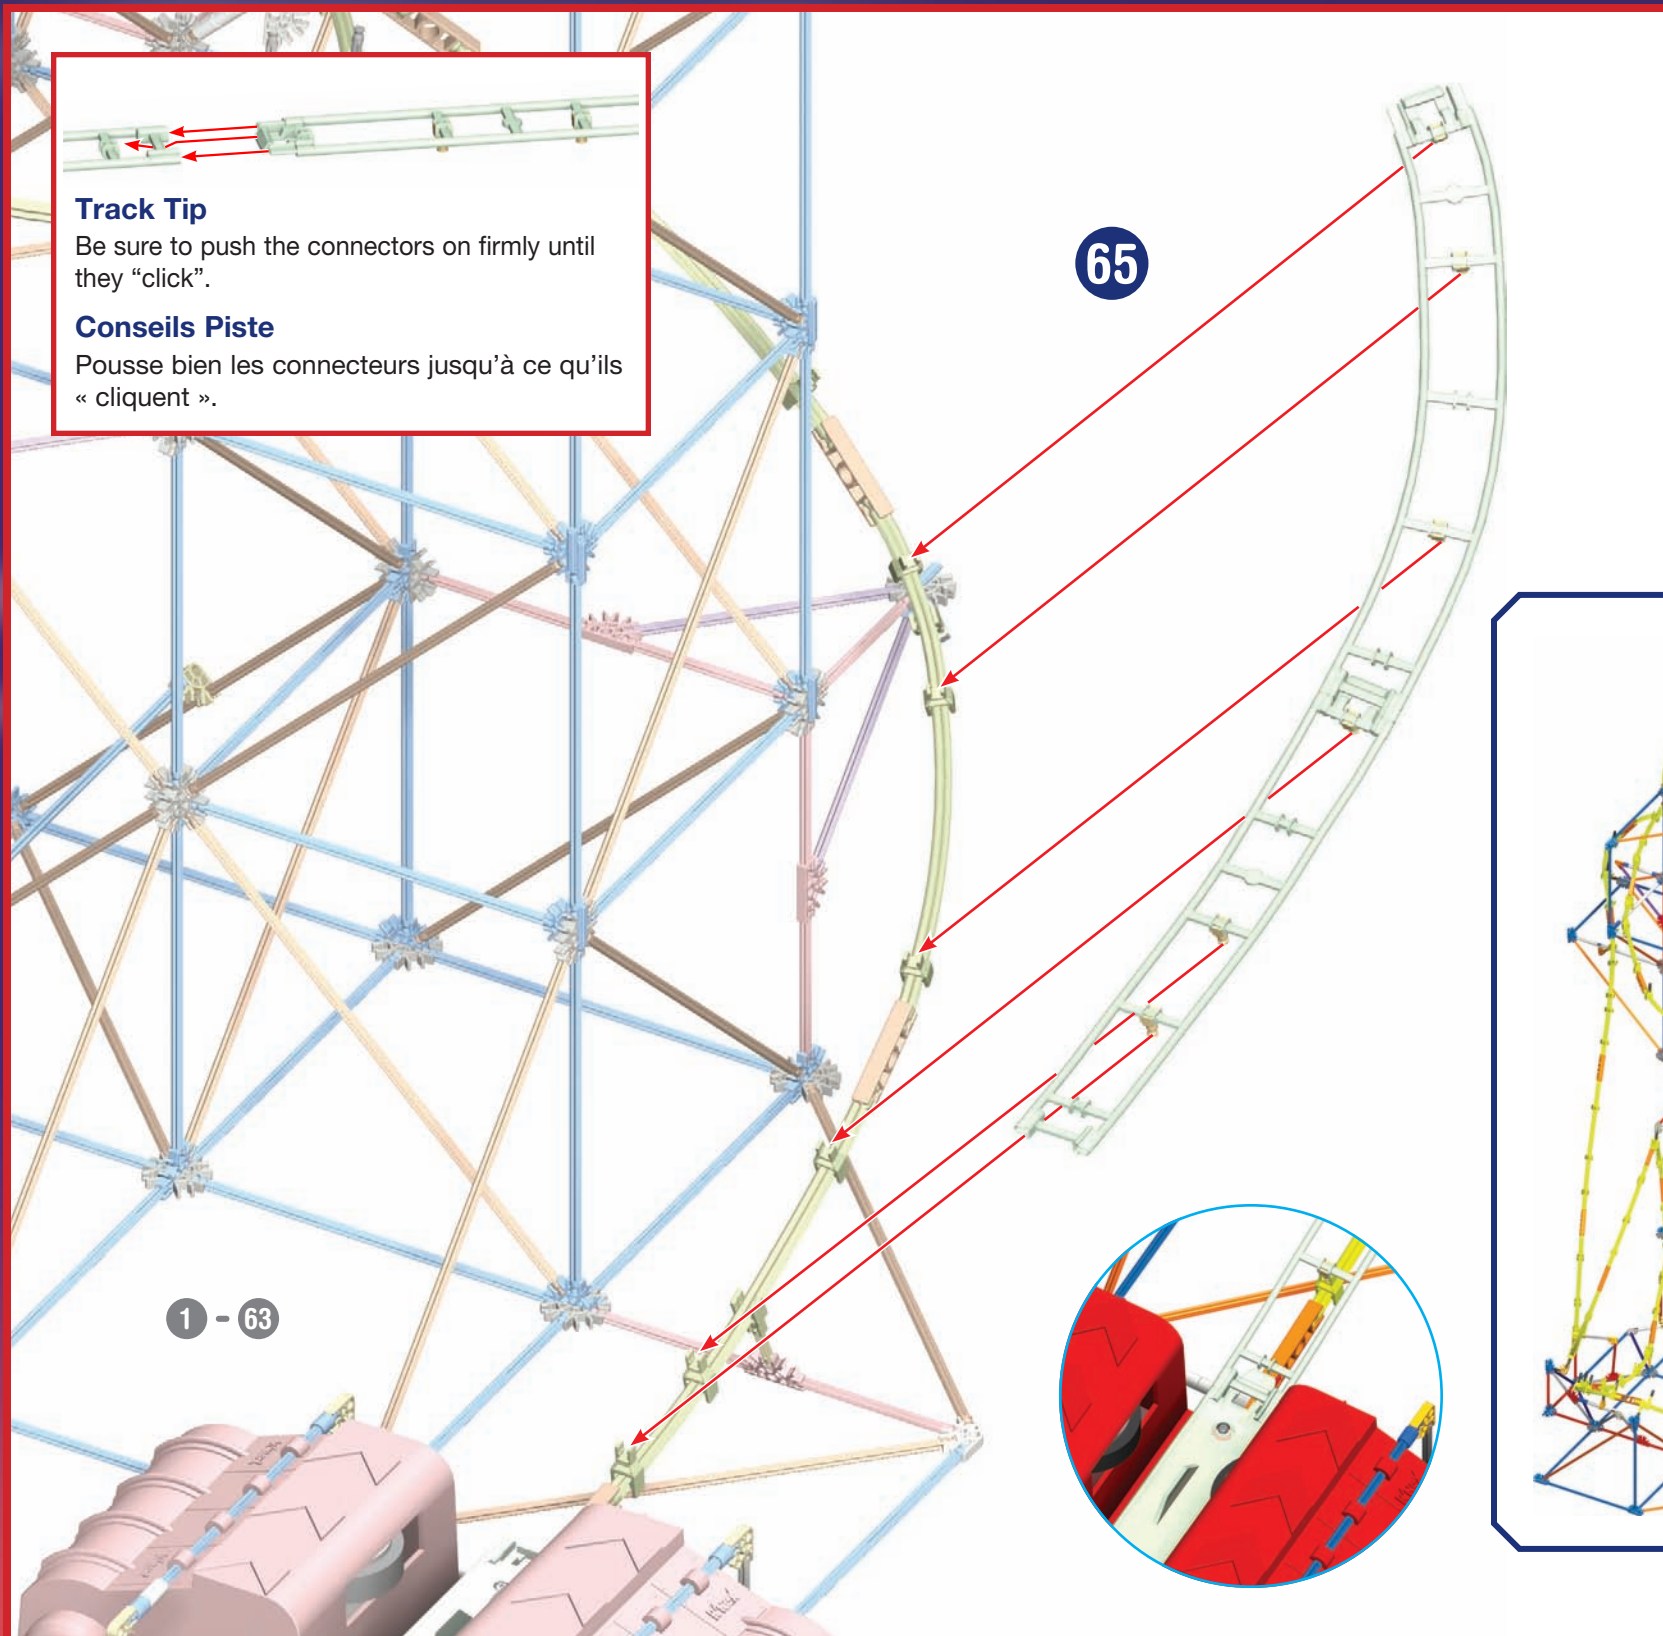 Track Tip
Be sure to push the connectors on firmly until
they “click”.
Conseils Piste
Pousse bien les connecteurs jusqu’à ce qu’ils
« cliquent ».
65
1 - 63